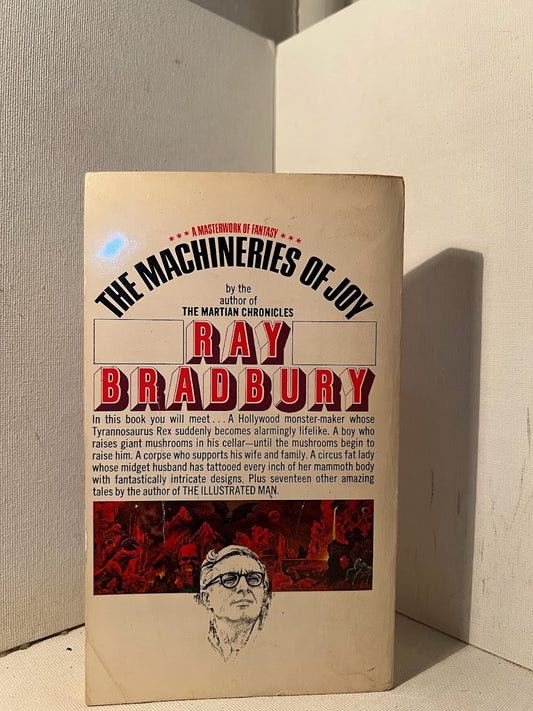 *** A MASTERWORK OF FANTASY ***
THE MACHINERIES OF JOY
by the
author of
THE MARTIAN CHRONICLES
RAY
BRADBURY
In this book you will meet . . . A Hollywood monster-maker whose
Tyrannosaurus Rex suddenly becomes alarmingly lifelike. A boy who
raises giant mushrooms in his cellar—until the mushrooms begin to
raise him. A corpse who supports his wife and family. A circus fat lady
whose midget husband has tattooed every inch of her mammoth body
with fantastically intricate designs. Plus seventeen other amazing
tales by the author of THE ILLUSTRATED MAN.